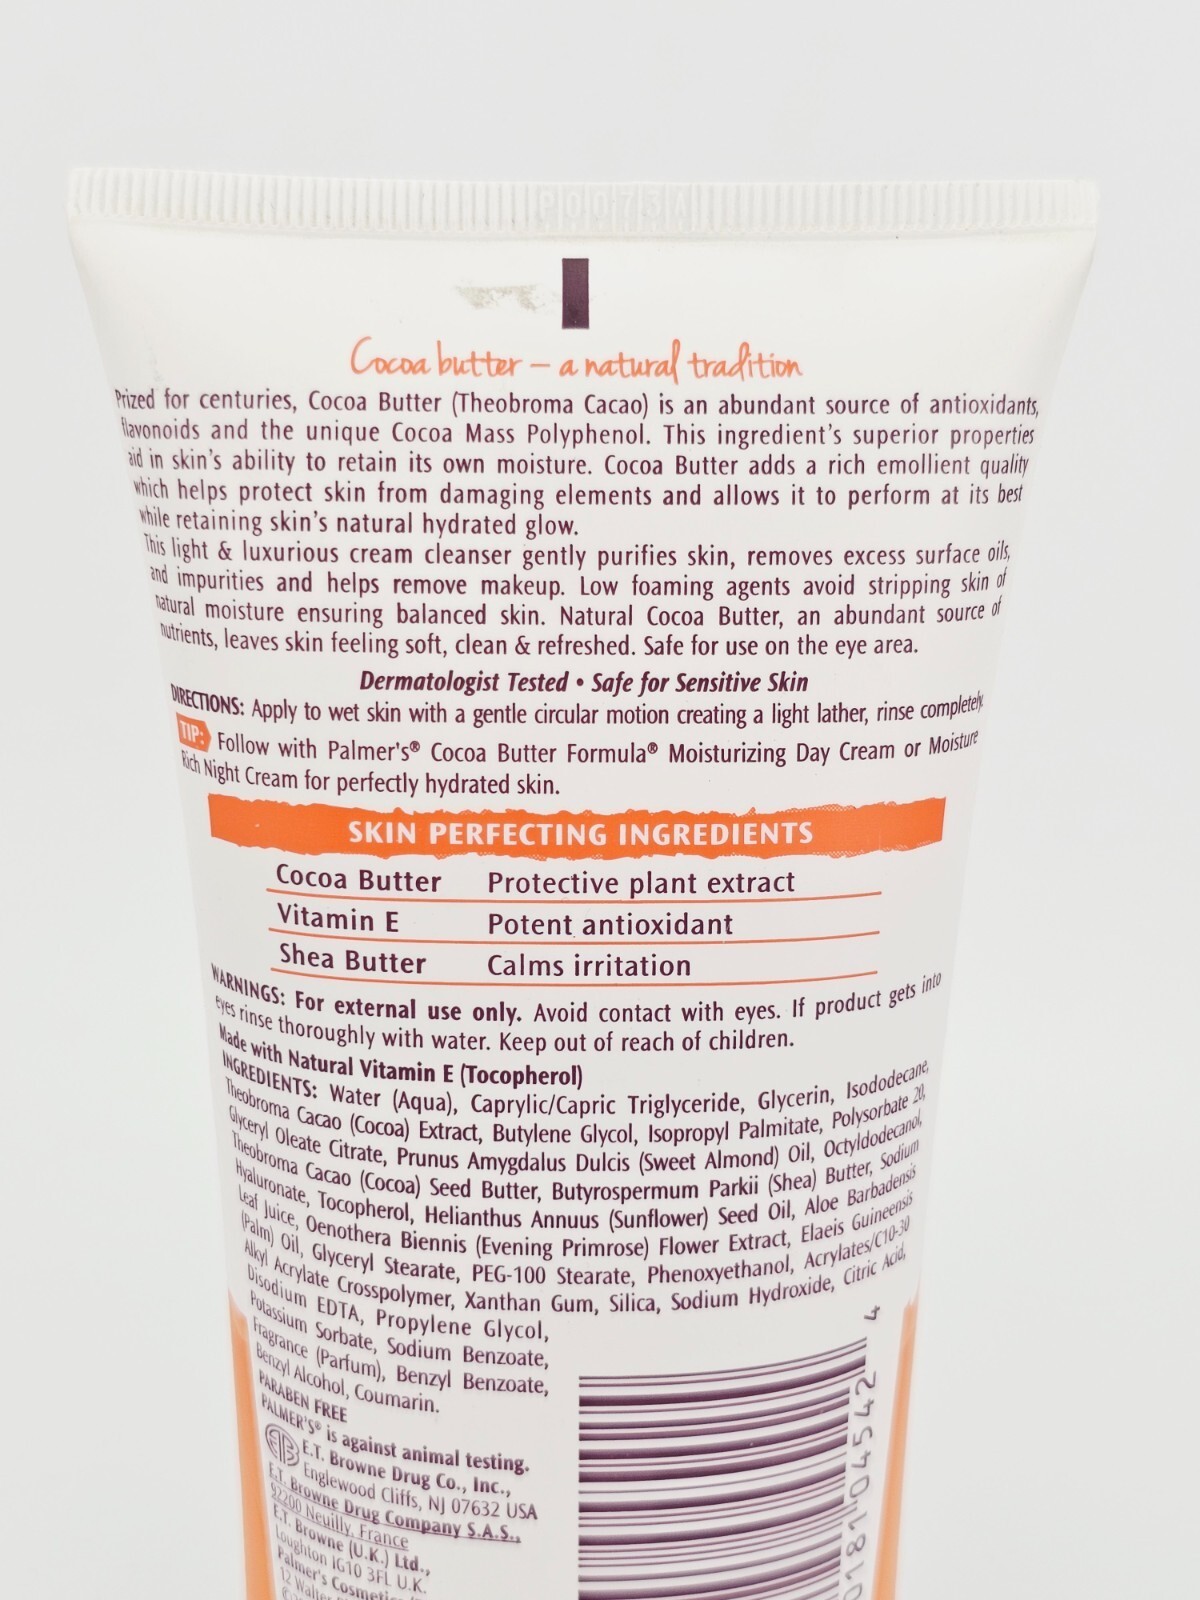 P0073A
Cocoa butter – a natural tradition
Prized for centuries, Cocoa Butter (Theobroma Cacao) is an abundant source of antioxidants,
flavonoids and the unique Cocoa Mass Polyphenol. This ingredient's superior properties
aid in skin's ability to retain its own moisture. Cocoa Butter adds a rich emollient quality
which helps protect skin from damaging elements and allows it to perform at its best
while retaining skin's natural hydrated glow.
This light & luxurious cream cleanser gently purifies skin, removes excess surface oils,
and impurities and helps remove makeup. Low foaming agents avoid stripping skin of
natural moisture ensuring balanced skin. Natural Cocoa Butter, an abundant source of
nutrients, leaves skin feeling soft, clean & refreshed. Safe for use on the eye area.
Dermatologist Tested • Safe for Sensitive Skin
DIRECTIONS: Apply to wet skin with a gentle circular motion creating a light lather, rinse completely.
TIP: Follow with Palmer's® Cocoa Butter Formula® Moisturizing Day Cream or Moisture
Rich Night Cream for perfectly hydrated skin.
SKIN PERFECTING INGREDIENTS
Cocoa Butter Protective plant extract
Vitamin E Potent antioxidant
Shea Butter Calms irritation
WARNINGS: For external use only. Avoid contact with eyes. If product gets into
eyes rinse thoroughly with water. Keep out of reach of children.
Made with Natural Vitamin E (Tocopherol)
INGREDIENTS: Water (Aqua), Caprylic/Capric Triglyceride, Glycerin, Isododecane,
Theobroma Cacao (Cocoa) Extract, Butylene Glycol, Isopropyl Palmitate, Polysorbate 20,
Glyceryl Oleate Citrate, Prunus Amygdalus Dulcis (Sweet Almond) Oil, Octyldodecanol,
Theobroma Cacao (Cocoa) Seed Butter, Butyrospermum Parkii (Shea) Butter, Sodium
Hyaluronate, Tocopherol, Helianthus Annuus (Sunflower) Seed Oil, Aloe Barbadensis
Leaf Juice, Oenothera Biennis (Evening Primrose) Flower Extract, Elaeis Guineensis
(Palm) Oil, Glyceryl Stearate, PEG-100 Stearate, Phenoxyethanol, Acrylates/C10-30
Alkyl Acrylate Crosspolymer, Xanthan Gum, Silica, Sodium Hydroxide, Citric Acid,
Disodium EDTA, Propylene Glycol,
Potassium Sorbate, Sodium Benzoate,
Fragrance (Parfum), Benzyl Benzoate,
Benzyl Alcohol, Coumarin.
PARABEN FREE
PALMER'S® is against animal testing.
E.T. Browne Drug Co., Inc.,
Englewood Cliffs, NJ 07632 USA
E.T. Browne Drug Company S.A.S.,
92200 Neuilly, France
E.T. Browne (U.K.) Ltd.,
Loughton IG10 3FL U.K.
Palmer's
12
0181 04542 4